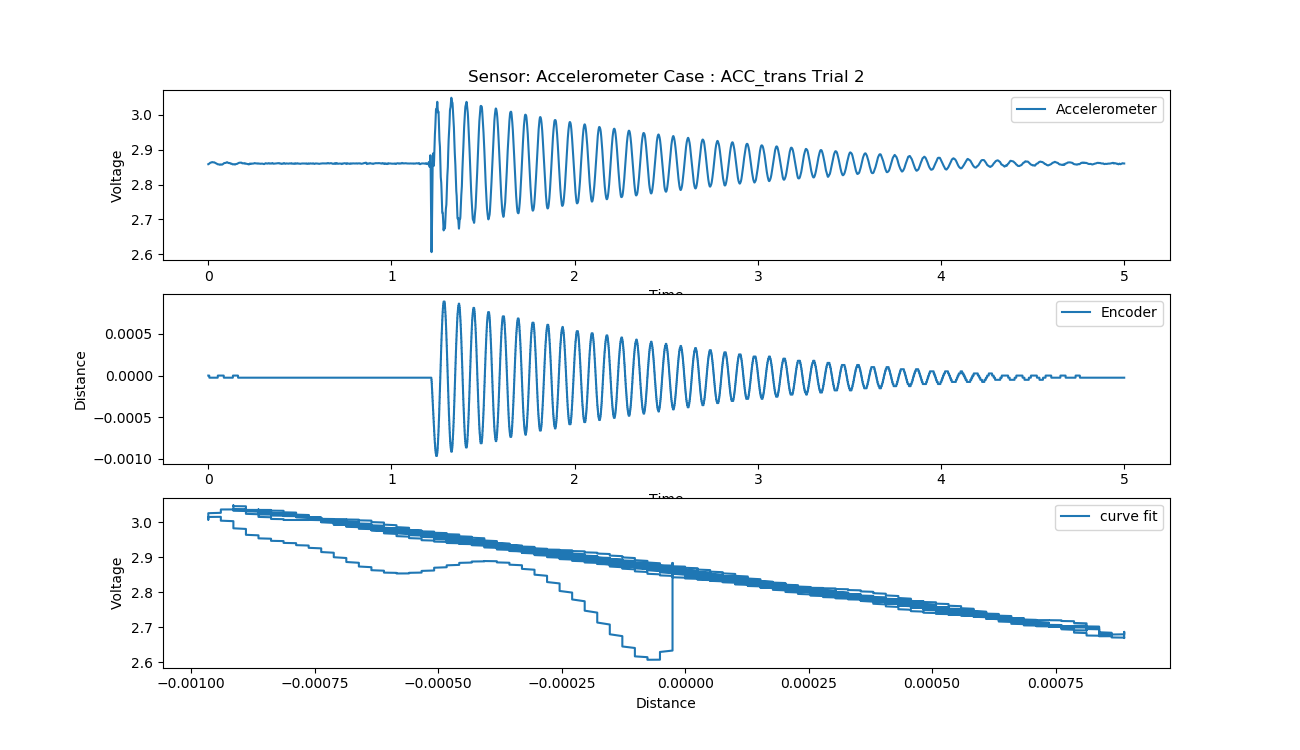 Sensor: Accelerometer Case : ACC_trans Trial 2
Accelerometer
Voltage
3.0
2.9
2.8
2.7
2.6
0 1 2 3 4 5
Time
Encoder
Distance
0.0005
0.0000
−0.0005
−0.0010
0 1 2 3 4 5
Time
curve fit
Voltage
3.0
2.9
2.8
2.7
2.6
−0.00100 −0.00075 −0.00050 −0.00025 0.00000 0.00025 0.00050 0.00075
Distance